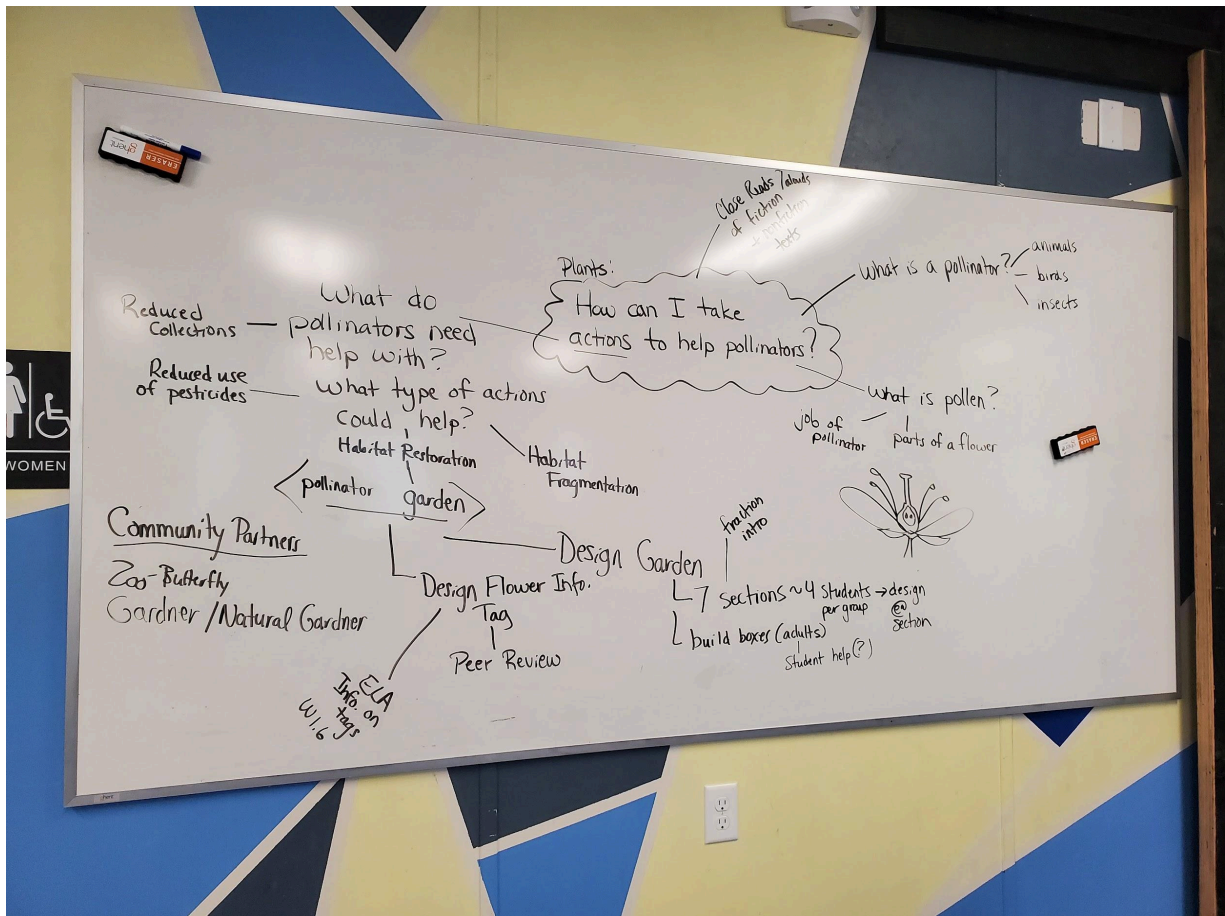 ghent
ERASER
Close Reads / alouds
of fiction
+ nonfiction
texts
Plants:
How can I take
actions to help pollinators?
What is a pollinator?
animals
birds
insects
What is pollen?
job of
pollinator
parts of a flower
What do
pollinators need
help with?
Reduced
Collections
What type of actions
could help?
Reduced use
of pesticides
Habitat Restoration
Habitat
Fragmentation
pollinator garden
WOMEN
Community Partners
Zoo-Butterfly
Gardner / Natural Gardner
Design Flower Info.
Tag
Peer Review
ELA
Info. on
tags
W1.6
Design Garden
fraction
intro
7 sections ~ 4 students → design
per group
@
section
build boxes (adults)
Student help (?)
ERASER
ghent